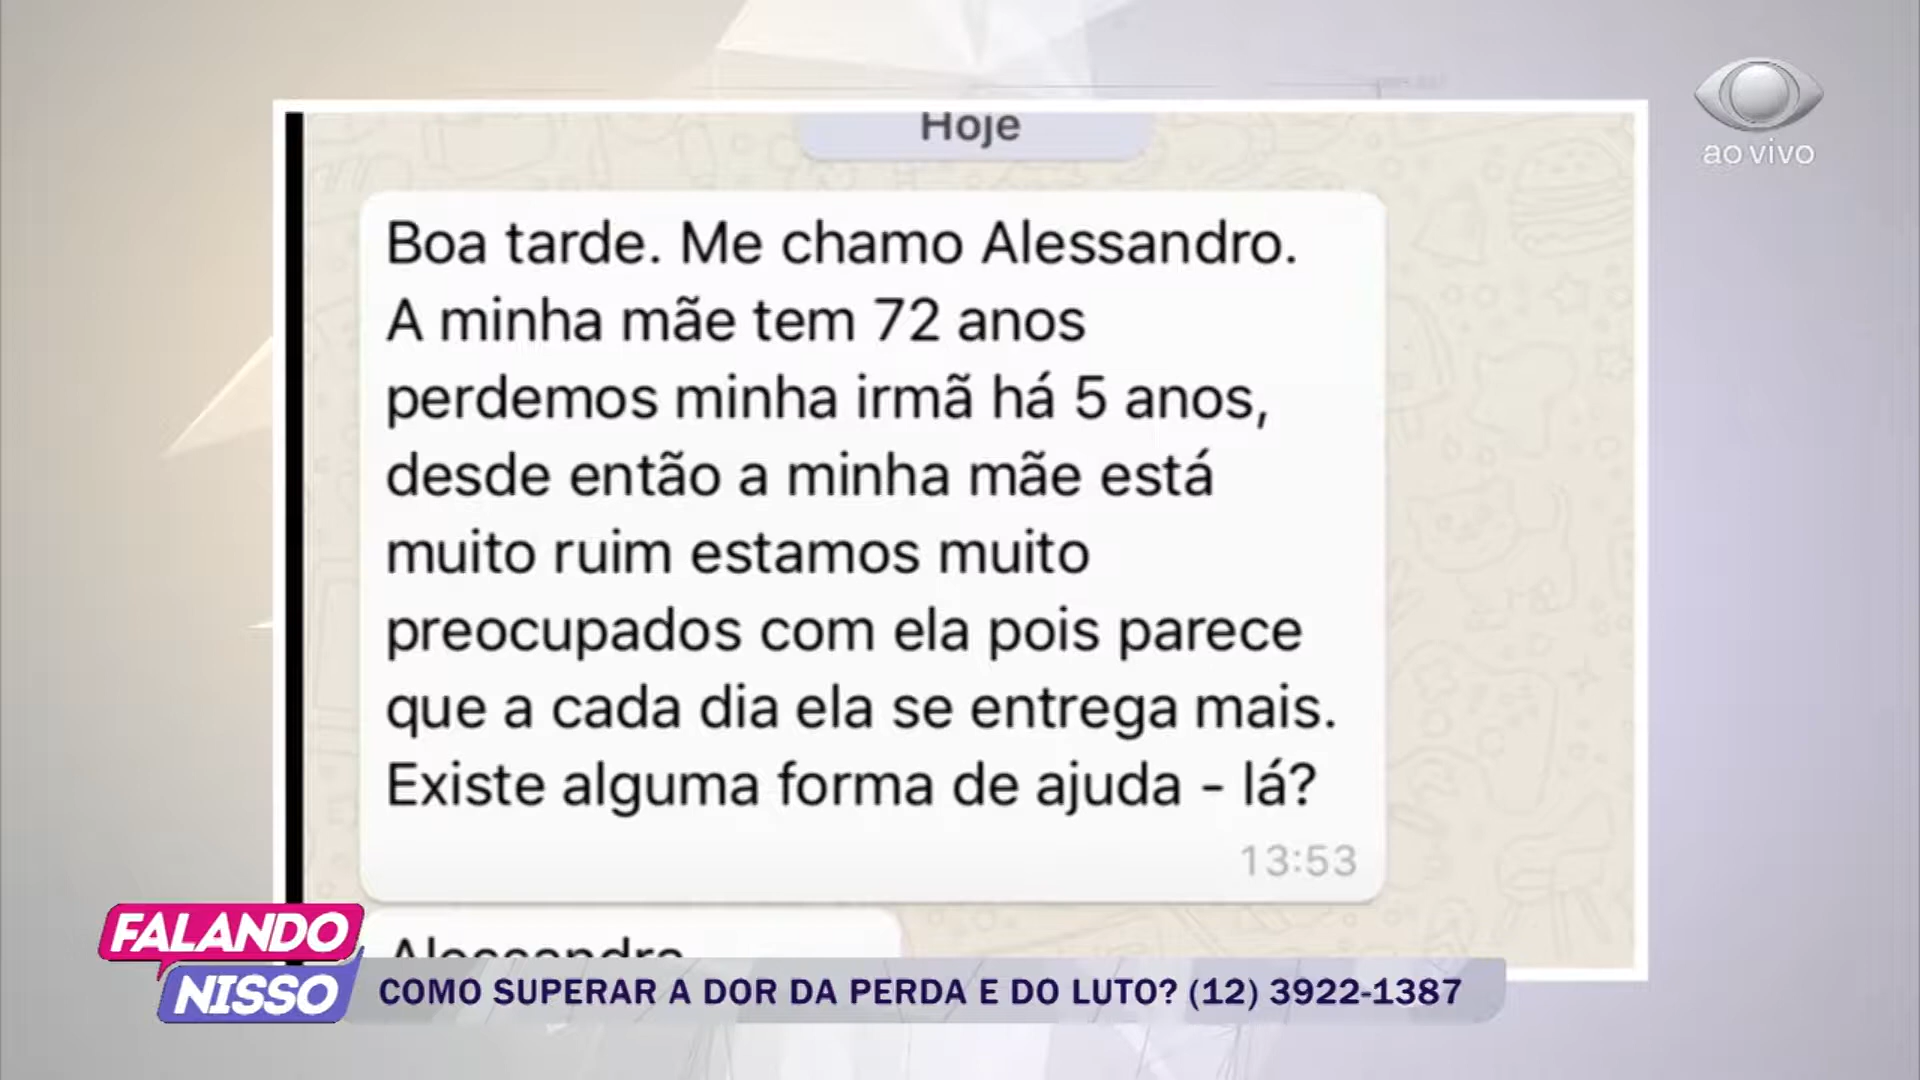 Hoje
ao vivo
Boa tarde. Me chamo Alessandro.
A minha mãe tem 72 anos
perdemos minha irmã há 5 anos,
desde então a minha mãe está
muito ruim estamos muito
preocupados com ela pois parece
que a cada dia ela se entrega mais.
Existe alguma forma de ajuda - lá?
13:53
Alessandra
FALANDO
NISSO
COMO SUPERAR A DOR DA PERDA E DO LUTO? (12) 3922-1387